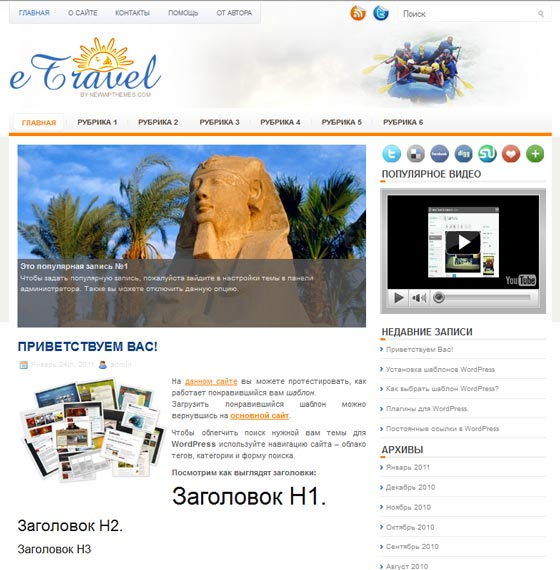 ГЛАВНАЯ О САЙТЕ КОНТАКТЫ ПОМОЩЬ ОТ АВТОРА
Поиск
eTravel
BY NEWWPTHEMES.COM
ГЛАВНАЯ РУБРИКА 1 РУБРИКА 2 РУБРИКА 3 РУБРИКА 4 РУБРИКА 5 РУБРИКА 6
Это популярная запись №1
Чтобы задать популярную запись, пожалуйста зайдите в настройки темы в панели
администратора. Также вы можете отключить данную опцию.
ПРИВЕТСТВУЕМ ВАС!
Январь 24th, 2011 admin
На данном сайте вы можете протестировать, как
работает понравившийся вам шаблон.
Загрузить понравившийся шаблон можно
вернувшись на основной сайт.
Чтобы облегчить поиск нужной вам темы для
WordPress используйте навигацию сайта – облако
тегов, категории и форму поиска.
Посмотрим как выглядят заголовки:
Заголовок H1.
Заголовок H2.
Заголовок H3
facebook
digg
ПОПУЛЯРНОЕ ВИДЕО
YouTube
НЕДАВНИЕ ЗАПИСИ
Приветствуем Вас!
Установка шаблонов WordPress
Как выбрать шаблон WordPress?
Плагины для WordPress.
Постоянные ссылки в WordPress
АРХИВЫ
Январь 2011
Декабрь 2010
Ноябрь 2010
Октябрь 2010
Сентябрь 2010
Август 2010